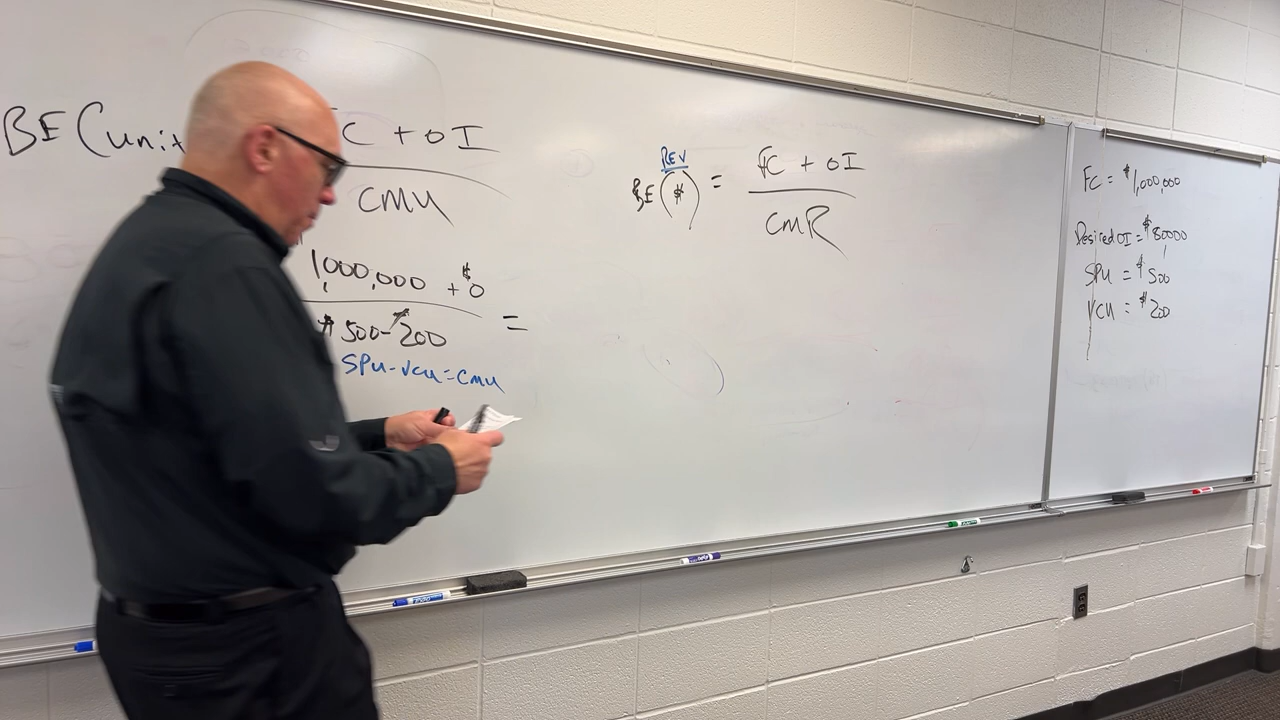 BE (unit
C + OI
CMU
1,000,000 + $0
$500-$200
=
SPU-VCU=CMU
REV
BE ($) = FC + OI
CMR
FC = $1,000,000
Desired OI = $80000
SPU = $500
VCU = $200